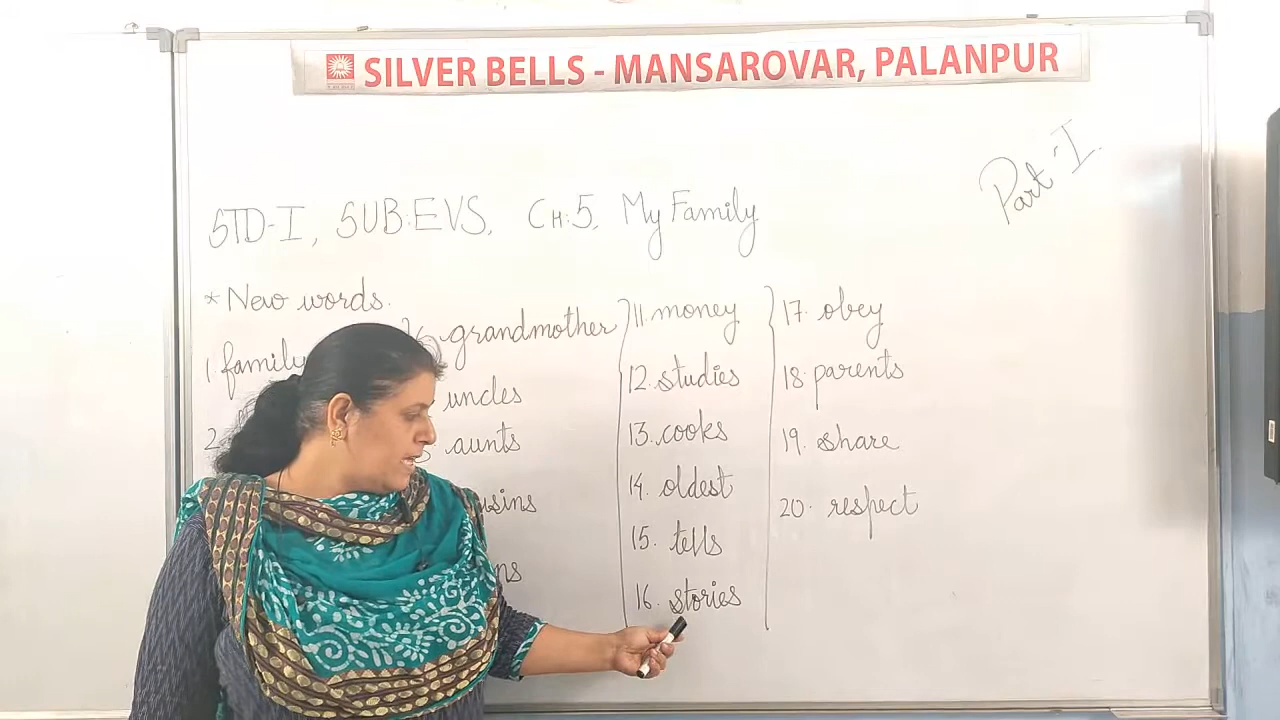 SILVER BELLS - MANSAROVAR, PALANPUR
Part-I.
STD-I, SUB:EVS, CH:5, My Family
* New words.
1. family
2.
grandmother
uncles
aunts
11. money
12. studies
13. cooks
14. oldest
15. tells
16. stories
17. obey
18. parents
19. share
20. respect